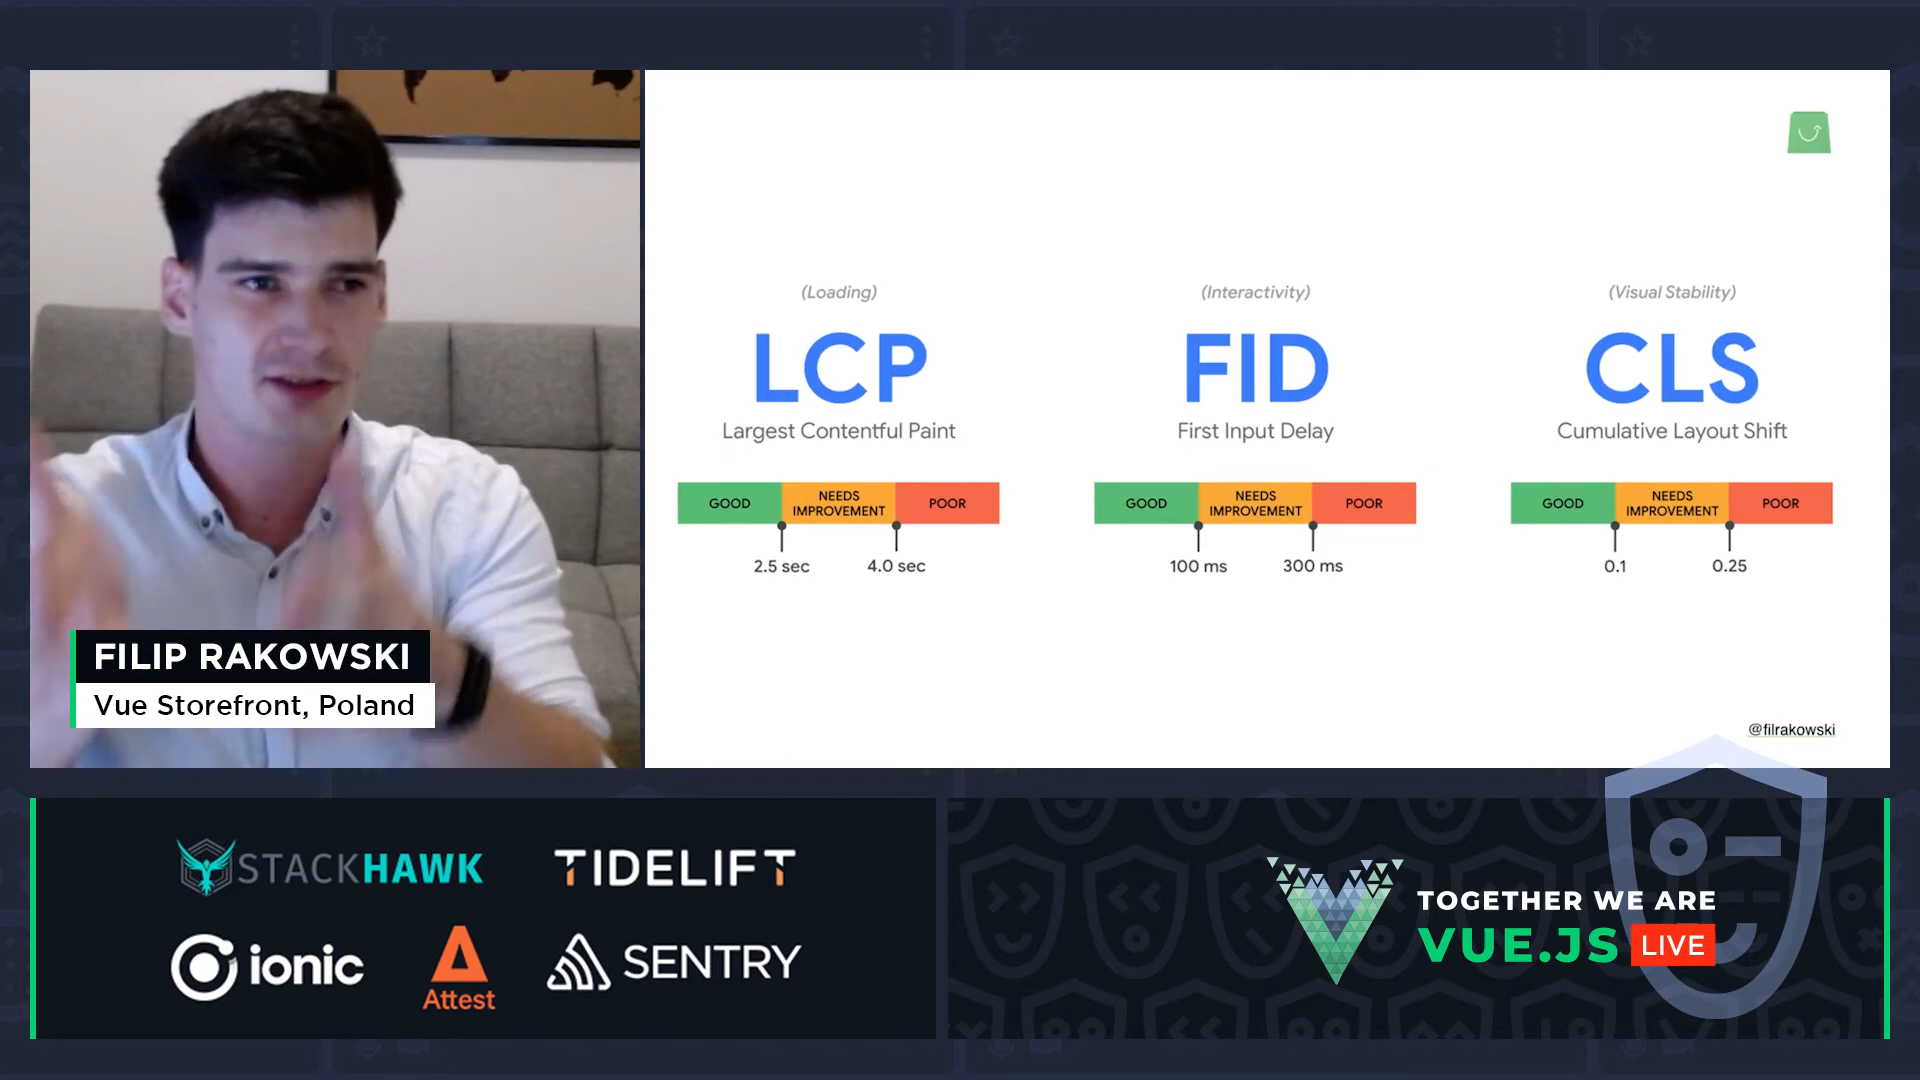 (Loading)
LCP
Largest Contentful Paint
GOOD
NEEDS
IMPROVEMENT
POOR
2.5 sec
4.0 sec
(Interactivity)
FID
First Input Delay
GOOD
NEEDS
IMPROVEMENT
POOR
100 ms
300 ms
(Visual Stability)
CLS
Cumulative Layout Shift
GOOD
NEEDS
IMPROVEMENT
POOR
0.1
0.25
@filrakowski
FILIP RAKOWSKI
Vue Storefront, Poland
STACKHAWK
TIDELIFT
ionic
Attest
SENTRY
TOGETHER WE ARE
VUE.JS LIVE